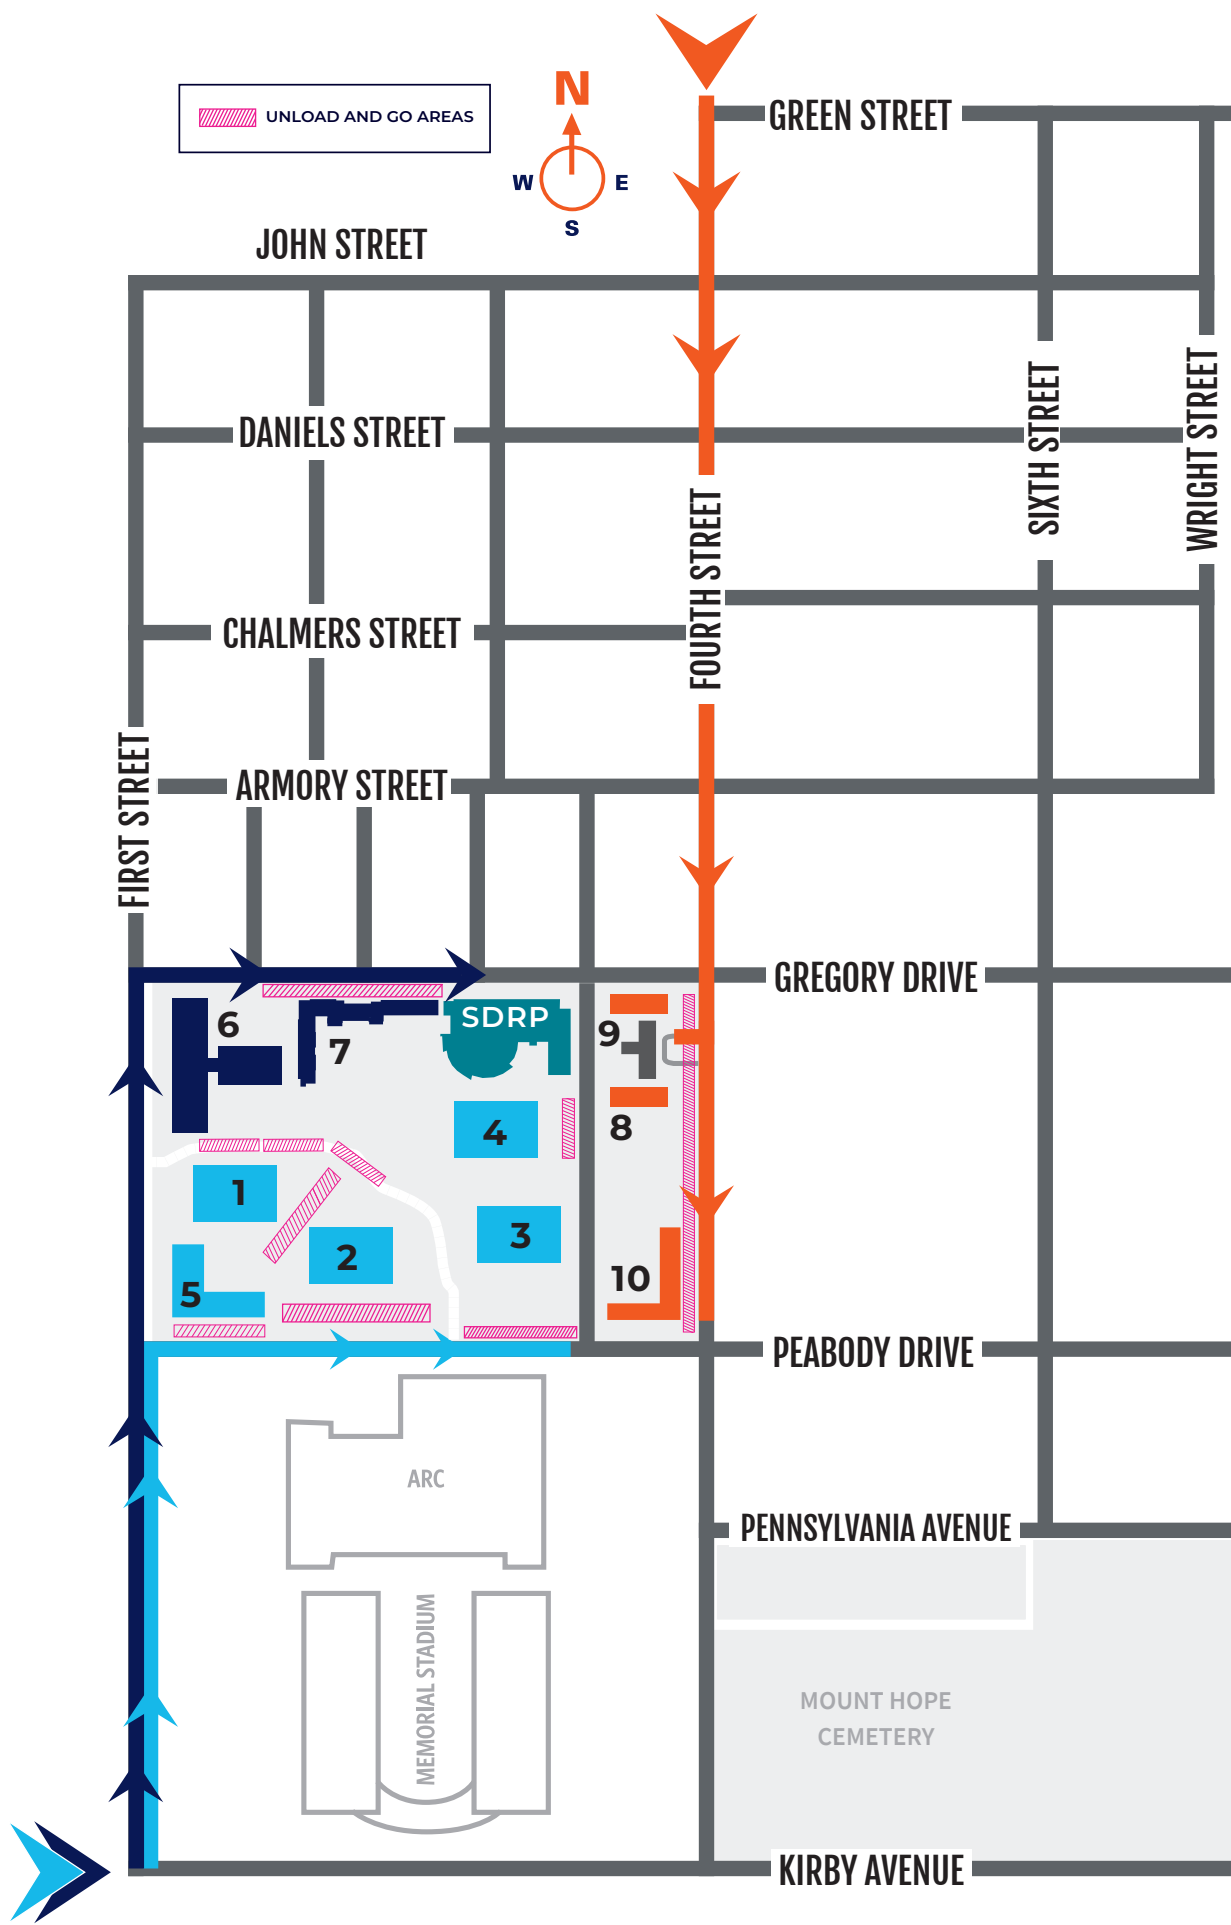 N
GREEN STREET
UNLOAD AND GO AREAS
W
E
S
JOHN STREET
DANIELS STREET
SIXTH STREET
WRIGHT STREET
FOURTH STREET
CHALMERS STREET
FIRST STREET
ARMORY STREET
GREGORY DRIVE
6
7
SDRP
9
8
4
1
3
2
5
10
PEABODY DRIVE
ARC
PENNSYLVANIA AVENUE
MEMORIAL STADIUM
MOUNT HOPE
CEMETERY
KIRBY AVENUE